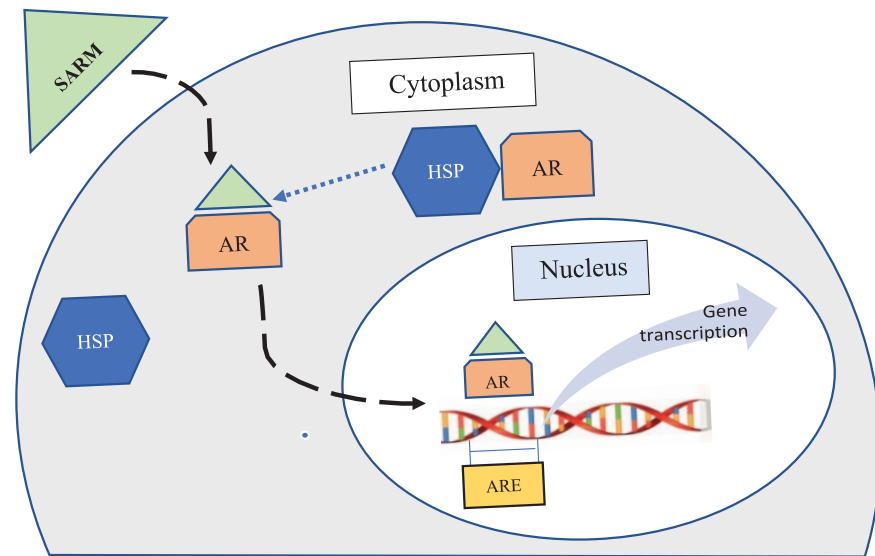 SARM
Cytoplasm
HSP
AR
AR
Nucleus
HSP
Gene
transcription
AR
ARE